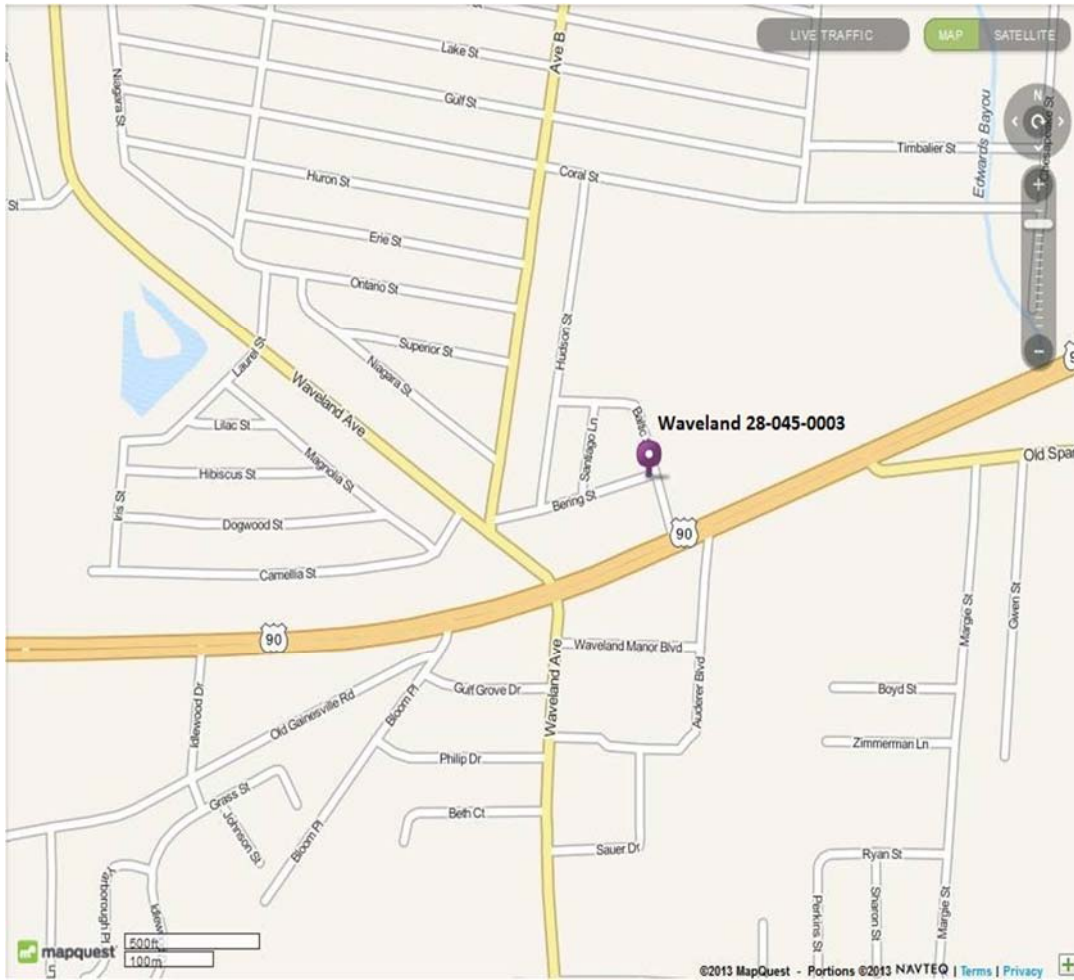 LIVE TRAFFIC
MAP
SATELLITE
Ave B
Lake St
Niagara St
Gulf St
N
Edwards Bayou
Timbalier St
Coral St
Huron St
St
Erie St
Ontario St
Hudson St
Superior St
Laurel St
Niagara St
Waveland Ave
Baltic
Waveland 28-045-0003
Lilac St
Santiago Ln
Old Spa
Magnolia St
Hibiscus St
Bering St
Iris St
Dogwood St
90
Camellia St
Margie St
Gwen St
90
Waveland Manor Blvd
Waveland Ave
Auderer Blvd
Gulf Grove Dr
Boyd St
Idlewood Dr
Old Gainesville Rd
Bloom Pl
Zimmerman Ln
Philip Dr
Grass St
Beth Ct
Johnson St
Bloom Pl
Ryan St
Yarborough Pl
Perkins St
Sharon St
Margie St
mapquest
500ft
100m
©2013 MapQuest - Portions ©2013 NAVTEQ | Terms | Privacy